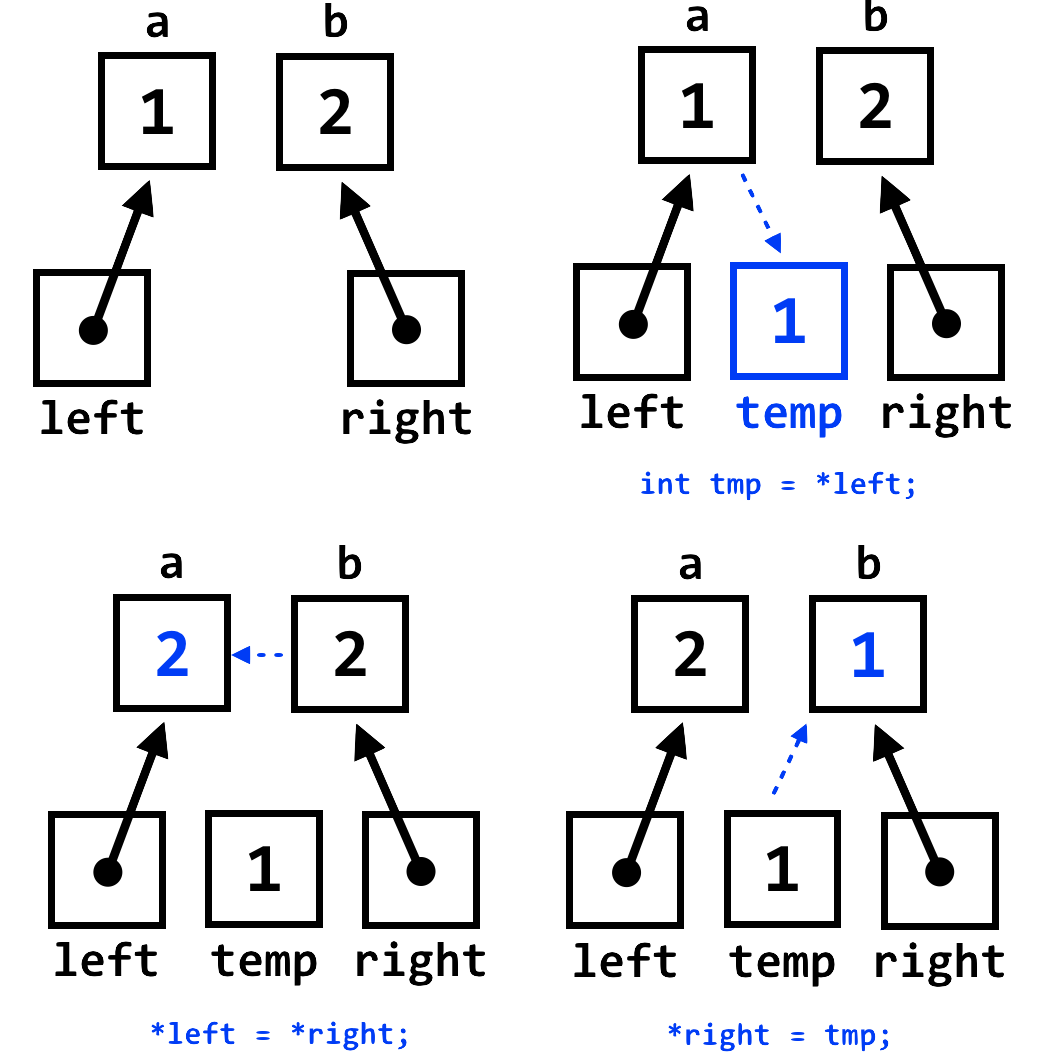 a b
1 2
left right
a b
1 2
1
left temp right
int tmp = *left;
a b
2 2
1
left temp right
*left = *right;
a b
2 1
1
left temp right
*right = tmp;